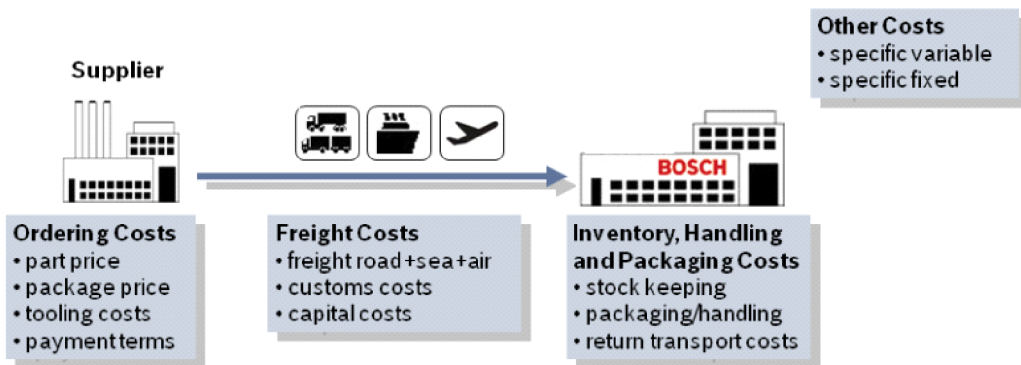 Other Costs
• specific variable
• specific fixed
Supplier
BOSCH
Ordering Costs
• part price
• package price
• tooling costs
• payment terms
Freight Costs
• freight road+sea+air
• customs costs
• capital costs
Inventory, Handling
and Packaging Costs
• stock keeping
• packaging/handling
• return transport costs